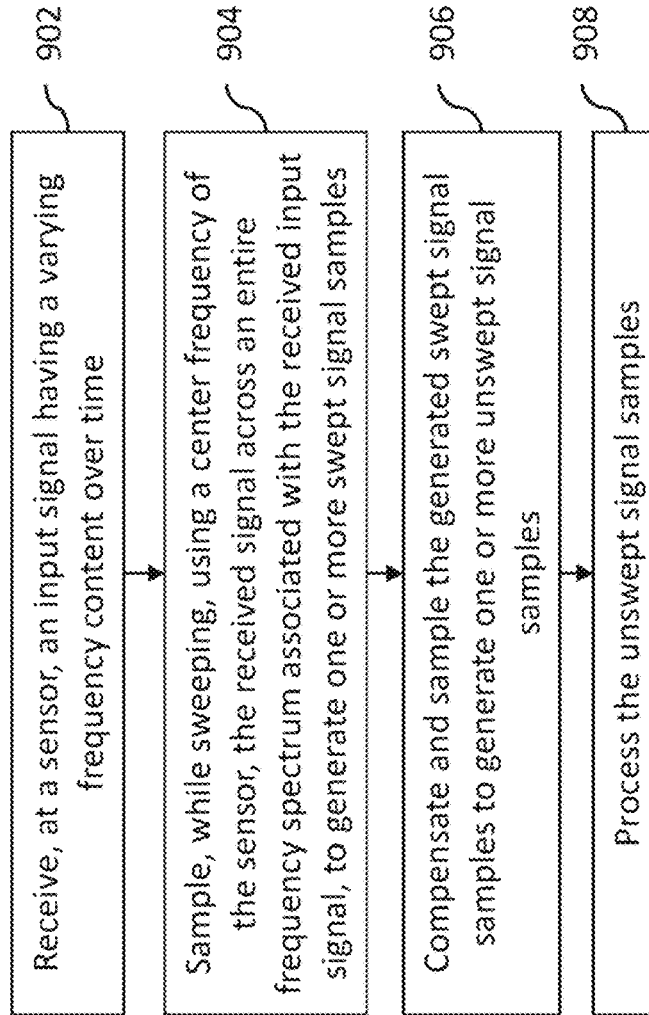 Receive, at a sensor, an input signal having a varying
frequency content over time
902
Sample, while sweeping, using a center frequency of
the sensor, the received signal across an entire
frequency spectrum associated with the received input
signal, to generate one or more swept signal samples
904
Compensate and sample the generated swept signal
samples to generate one or more unswept signal
samples
906
Process the unswept signal samples
908